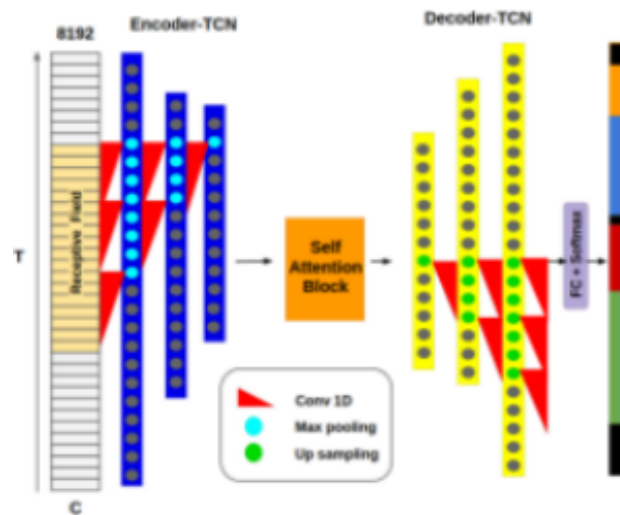 Encoder-TCN
Decoder-TCN
8192
Receptive Field
T
Self
Attention
Block
FC + Softmax
Conv 1D
Max pooling
Up sampling
C